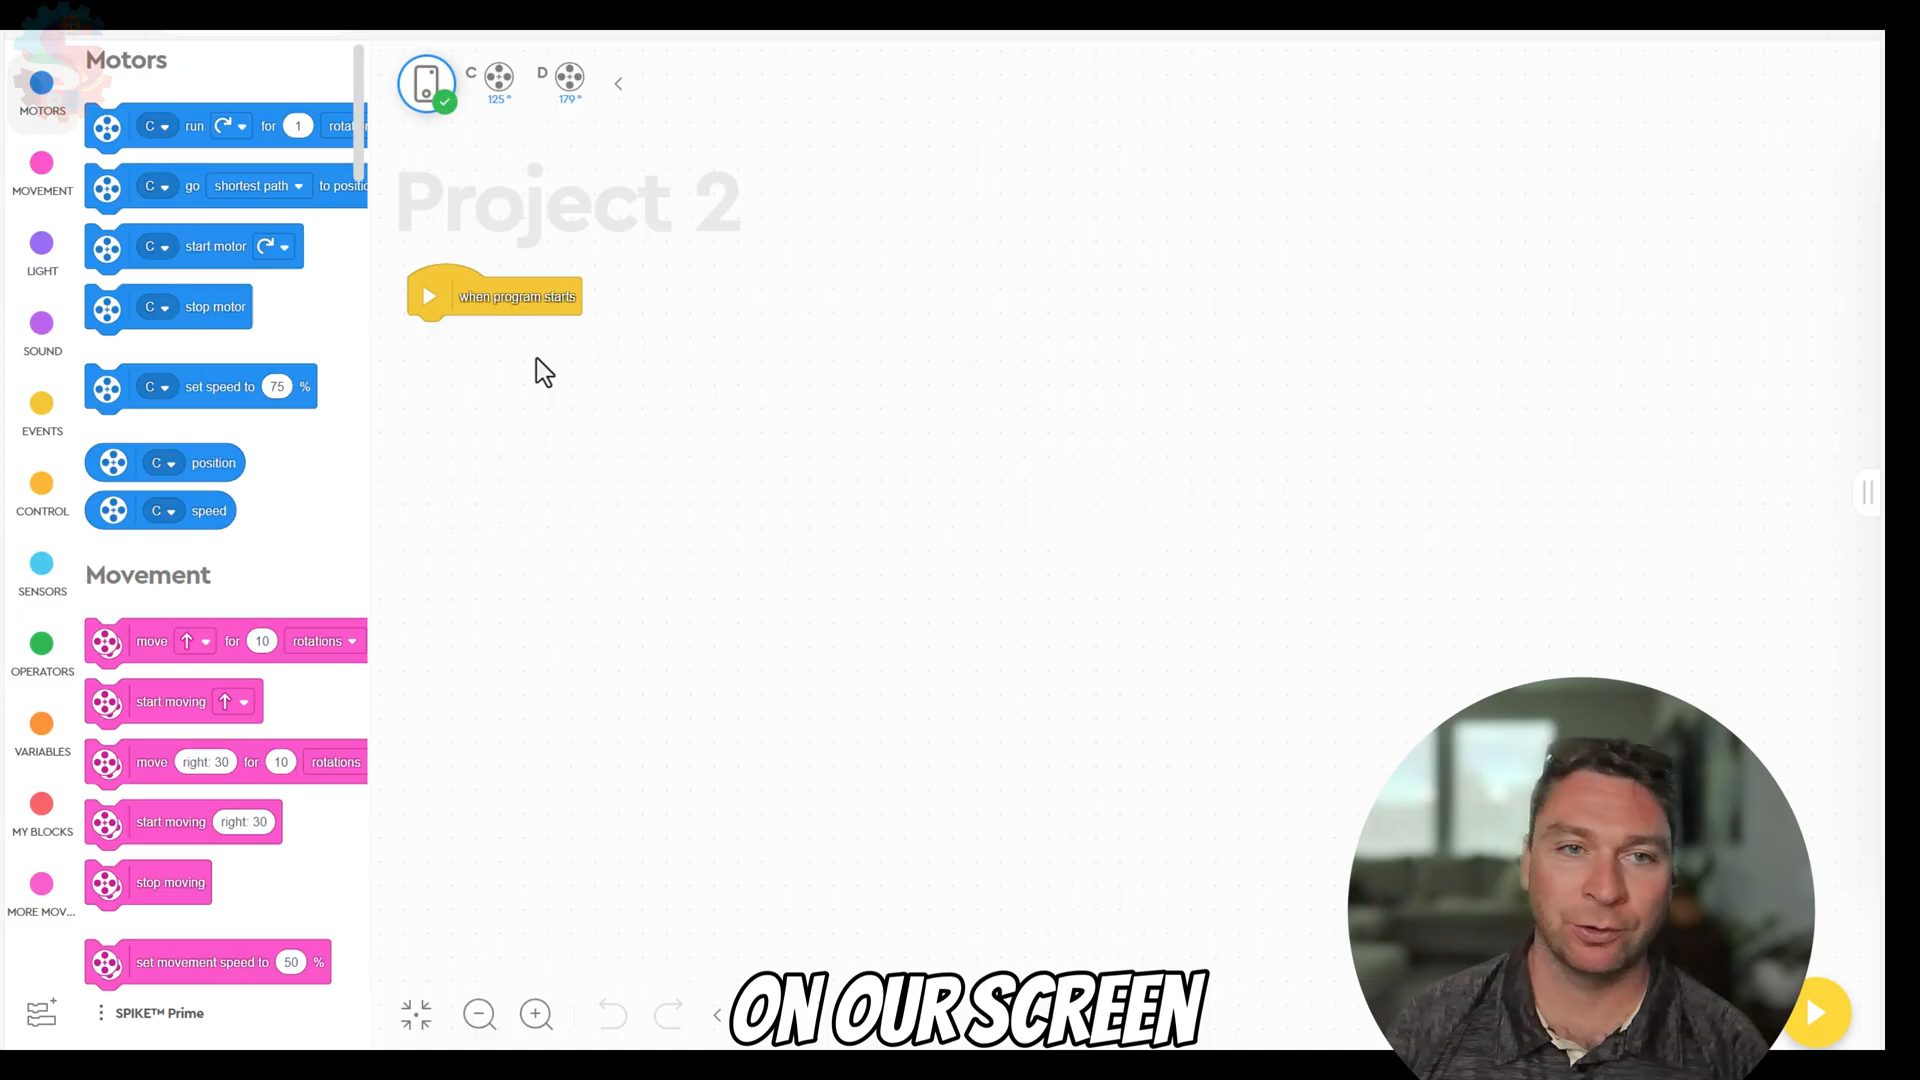 Motors
MOTORS
MOVEMENT
LIGHT
SOUND
EVENTS
CONTROL
SENSORS
OPERATORS
VARIABLES
MY BLOCKS
MORE MOV...
C run for 1
C go shortest path to
C start motor
C stop motor
C set speed to 75 %
C position
C speed
Movement
move for 10 rotations
start moving
move right: 30 for 10 rotations
start moving right: 30
stop moving
set movement speed to 50 %
SPIKE™ Prime
C
125°
D
179°
Project 2
when program starts
ON OUR SCREEN